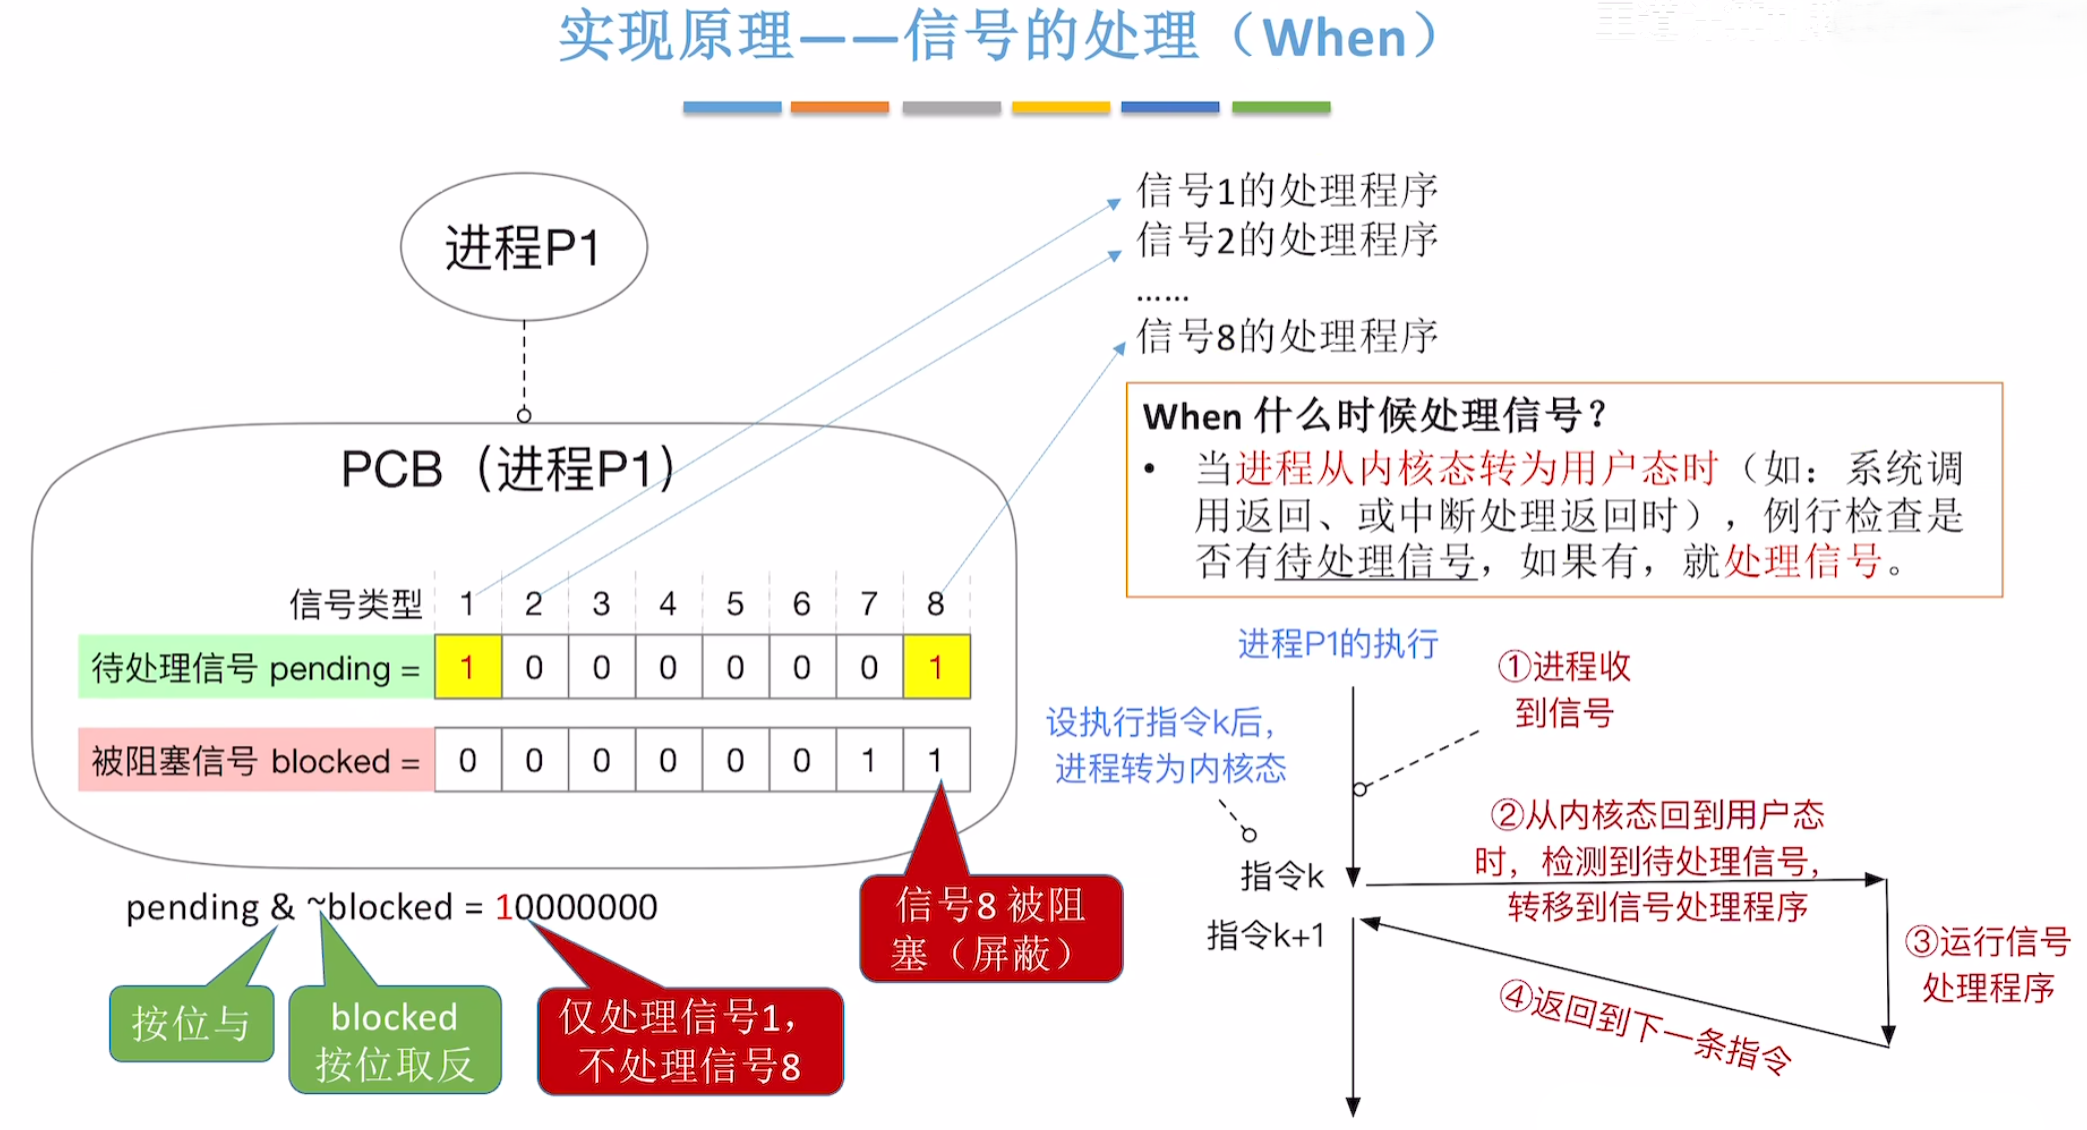 实现原理——信号的处理（When）
进程P1
信号1的处理程序
信号2的处理程序
……
信号8的处理程序
PCB（进程P1）
信号类型 1 2 3 4 5 6 7 8
待处理信号 pending = 1 0 0 0 0 0 0 1
被阻塞信号 blocked = 0 0 0 0 0 0 1 1
信号8 被阻
塞（屏蔽）
pending & ~blocked = 10000000
按位与
blocked
按位取反
仅处理信号1，
不处理信号8
When 什么时候处理信号？
• 当进程从内核态转为用户态时（如：系统调
用返回、或中断处理返回时），例行检查是
否有待处理信号，如果有，就处理信号。
进程P1的执行
①进程收
到信号
设执行指令k后，
进程转为内核态
②从内核态回到用户态
时，检测到待处理信号，
转移到信号处理程序
指令k
指令k+1
③运行信号
处理程序
④返回到下一条指令